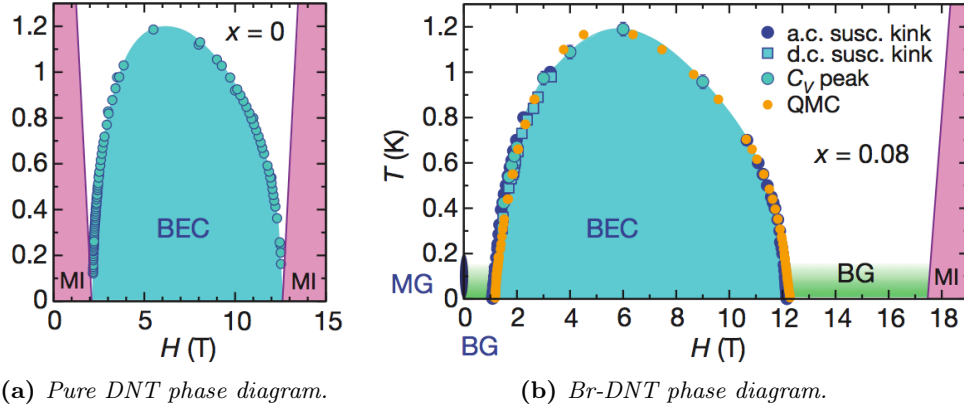 1.2
1
0.8
0.6
0.4
0.2
0
x = 0
BEC
MI
MI
0 5 10 15
H (T)
T (K)
1.2
1
0.8
0.6
0.4
0.2
0
a.c. susc. kink
d.c. susc. kink
CV peak
QMC
x = 0.08
BEC
MG
BG
BG
MI
0 2 4 6 8 10 12 14 16 18
H (T)
(a) Pure DNT phase diagram.
(b) Br-DNT phase diagram.